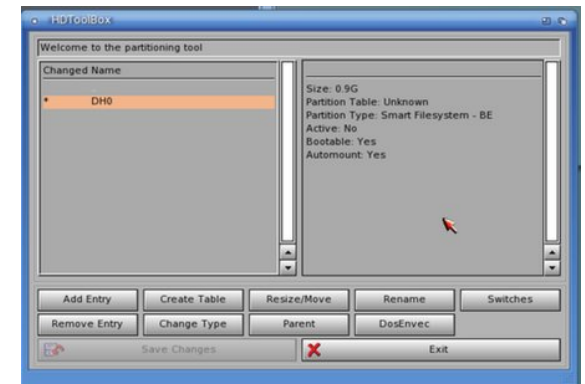 HDToolBox
Welcome to the partitioning tool
Changed Name
* DH0
Size: 0.9G
Partition Table: Unknown
Partition Type: Smart Filesystem - BE
Active: No
Bootable: Yes
Automount: Yes
Add Entry
Create Table
Resize/Move
Rename
Switches
Remove Entry
Change Type
Parent
DosEnvec
Save Changes
Exit